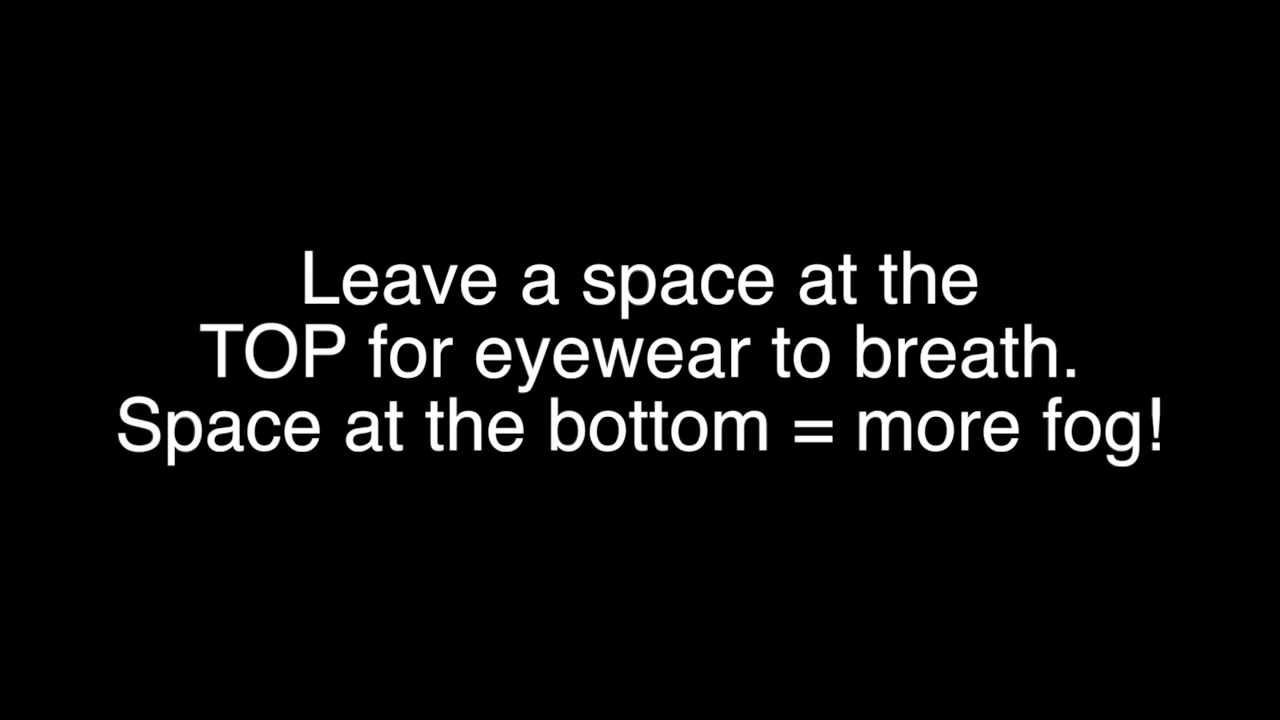 Leave a space at the
TOP for eyewear to breath.
Space at the bottom = more fog!